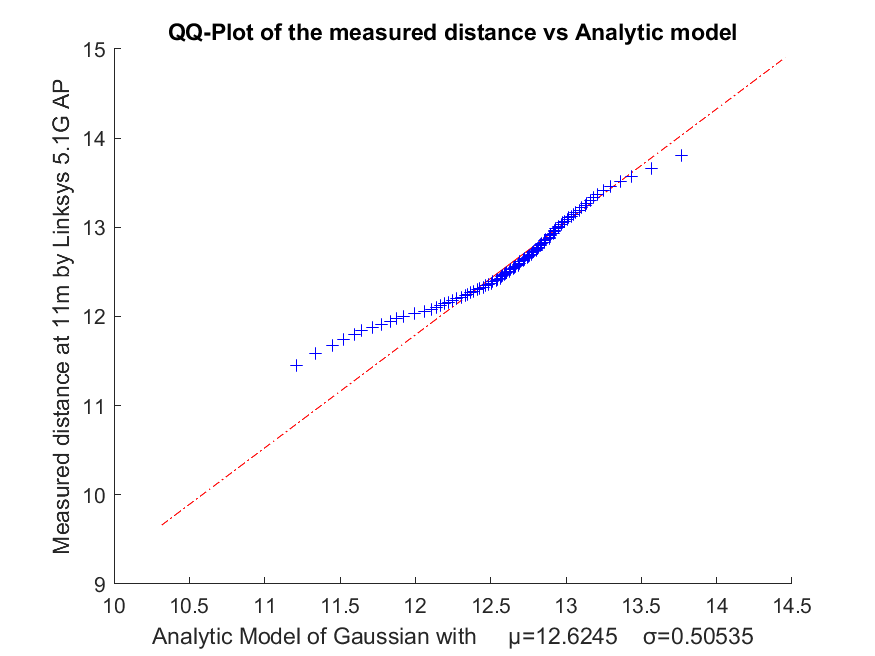 QQ-Plot of the measured distance vs Analytic model
Measured distance at 11m by Linksys 5.1G AP
15
14
13
12
11
10
9
10 10.5 11 11.5 12 12.5 13 13.5 14 14.5
Analytic Model of Gaussian with μ=12.6245 σ=0.50535